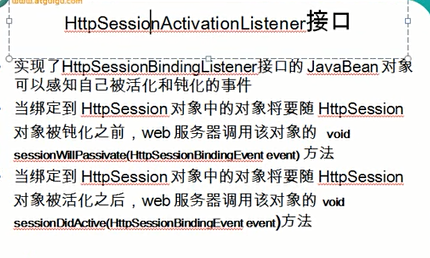 www.atguigu.com
HttpSessionActivationListener接口
实现了HttpSessionBindingListener接口的 JavaBean 对象
可以感知自己被活化和钝化的事件
当绑定到 HttpSession 对象中的对象将要随 HttpSession
对象被钝化之前，web 服务器调用该对象的 void
sessionWillPassivate(HttpSessionBindingEvent event) 方法
当绑定到 HttpSession 对象中的对象将要随 HttpSession
对象被活化之后，web 服务器调用该对象的 void
sessionDidActive(HttpSessionBindingEvent event)方法